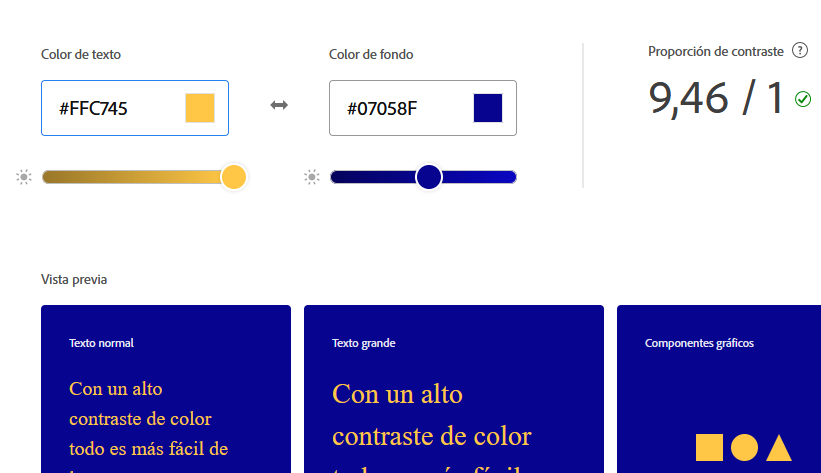 Color de texto
Color de fondo
Proporción de contraste ?
#FFC745
#07058F
9,46 / 1
Vista previa
Texto normal
Con un alto
contraste de color
todo es más fácil de
Texto grande
Con un alto
contraste de color
Componentes gráficos